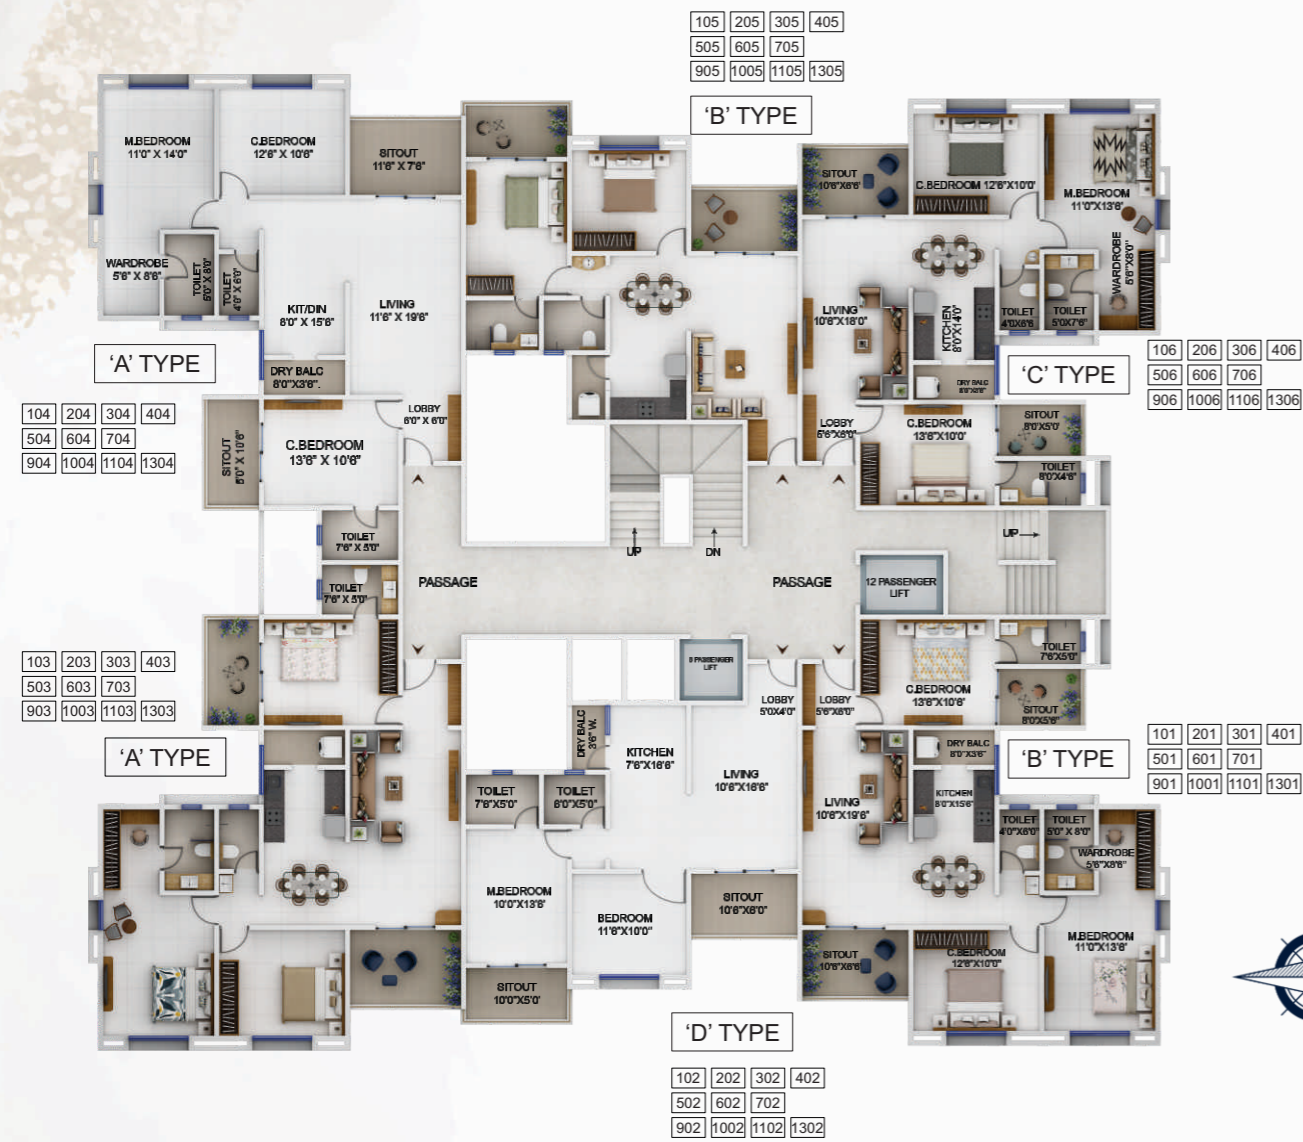 105 205 305 405
505 605 705
905 1005 1105 1305
‘B’ TYPE
M.BEDROOM
11'0" X 14'0"
C.BEDROOM
12'6" X 10'6"
SITOUT
11'6" X 7'6"
WARDROBE
5'6" X 8'6"
TOILET
5'0" X 8'0"
TOILET
4'0" X 6'0"
KIT/DIN
8'0" X 15'6"
LIVING
11'6" X 19'6"
DRY BALC
8'0"X3'6".
LOBBY
6'0" X 6'0"
C.BEDROOM
13'6" X 10'6"
SITOUT
5'0" X 10'6"
TOILET
7'6" X 5'0"
‘A’ TYPE
104 204 304 404
504 604 704
904 1004 1104 1304
SITOUT
10'6"X6'6"
C.BEDROOM 12'6"X10'0'
M.BEDROOM
11'0"X13'6"
WARDROBE
5'6"X8'0"
LIVING
10'6"X18'0"
KITCHEN
8'0"X14'0"
TOILET
4'0X6'6
TOILET
5'0X7'6"
DRY BALC
LOBBY
5'6"X6'0"
C.BEDROOM
13'6"X10'0'
SITOUT
8'0"X5'0'
TOILET
8'0"X4'6"
‘C’ TYPE
106 206 306 406
506 606 706
906 1006 1106 1306
UP
DN
UP
PASSAGE
PASSAGE
12 PASSENGER
LIFT
8 PASSENGER
LIFT
TOILET
7'6" X 5'0"
103 203 303 403
503 603 703
903 1003 1103 1303
‘A’ TYPE
LOBBY
5'0X4'0"
LOBBY
5'6"X6'0"
C.BEDROOM
13'6"X10'6"
TOILET
7'6"X5'0"
SITOUT
8'0"X5'6"
DRY BALC
3'6" W.
KITCHEN
7'6"X16'6"
LIVING
10'6"X16'6"
TOILET
7'6"X5'0"
TOILET
6'0"X5'0"
M.BEDROOM
10'0"X13'6"
BEDROOM
11'6"X10'0"
SITOUT
10'6"X6'0"
SITOUT
10'0"X5'0'
LIVING
10'6"X19'6"
DRY BALC
8'0"X3'6"
KITCHEN
8'0"X15'6"
TOILET
4'0"X6'0"
TOILET
5'0" X 8'0"
WARDROBE
5'6"X8'6"
SITOUT
10'6"X6'6"
C.BEDROOM
12'6"X10'0"
M.BEDROOM
11'0"X13'6"
‘B’ TYPE
101 201 301 401
501 601 701
901 1001 1101 1301
‘D’ TYPE
102 202 302 402
502 602 702
902 1002 1102 1302